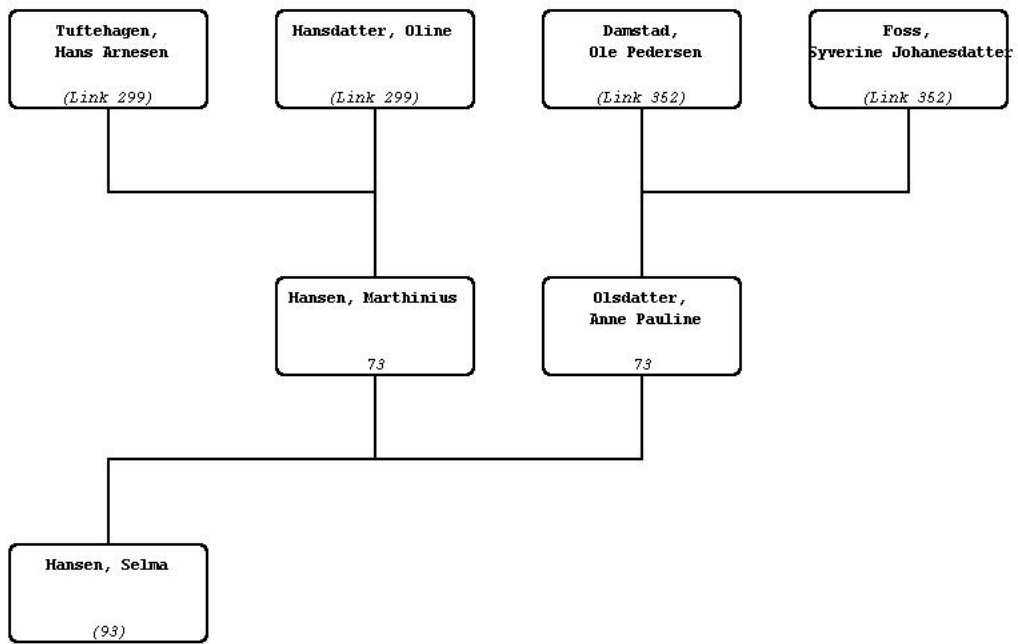 Tuftehagen,
Hans Arnesen
(Link 299)
Hansdatter, Oline
(Link 299)
Damstad,
Ole Pedersen
(Link 352)
Foss,
Syverine Johanesdatter
(Link 352)
Hansen, Marthinius
73
Olsdatter,
Anne Pauline
73
Hansen, Selma
(93)